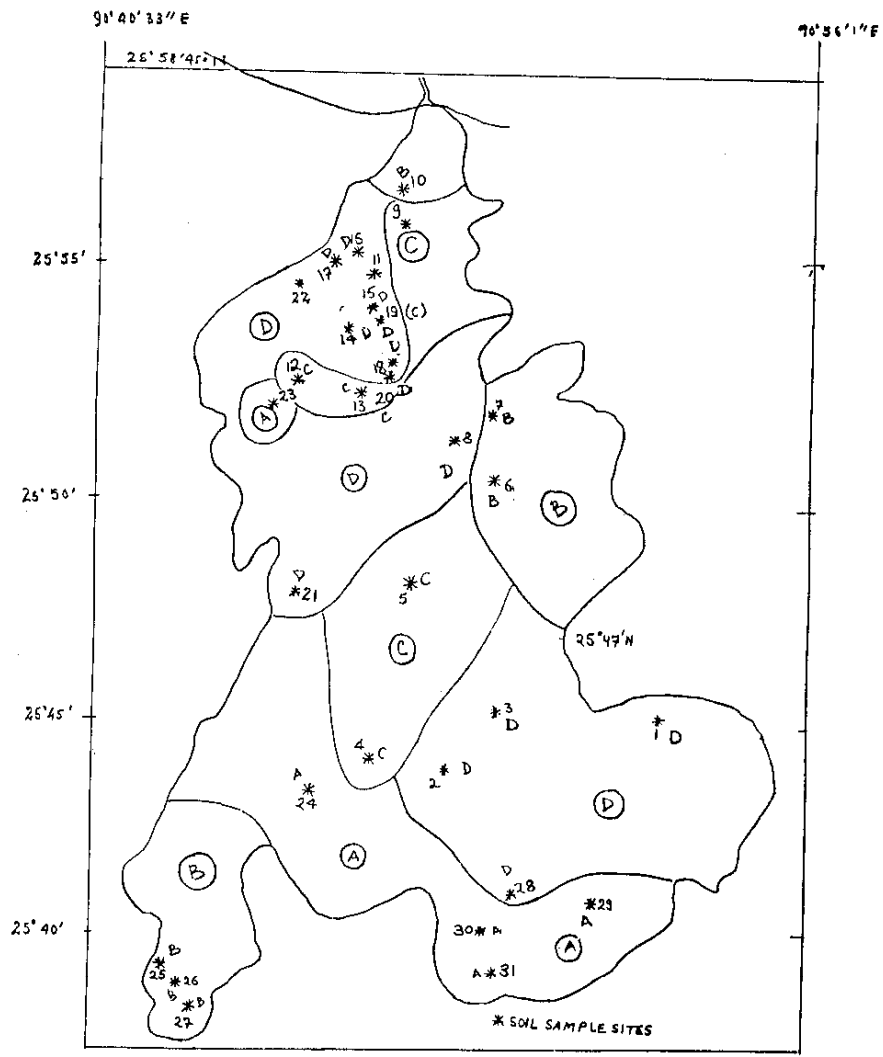 90°40'33"E
90°56'1"E
25°58'45"N
B
10
9
C
D
16
D
17
11
25°55'
22
15
D
19 (C)
D
14
D
D
D
12 C
18
23
C
13
20
D
C
A
7
B
8
D
D
6
B
25°50'
B
D
21
C
5
C
25°47'N
3
D
25°45'
1 D
4
C
2
D
A
24
D
A
B
D
28
29
A
25°40'
30 A
A
B
25
26
A 31
B
B
27
* SOIL SAMPLE SITES